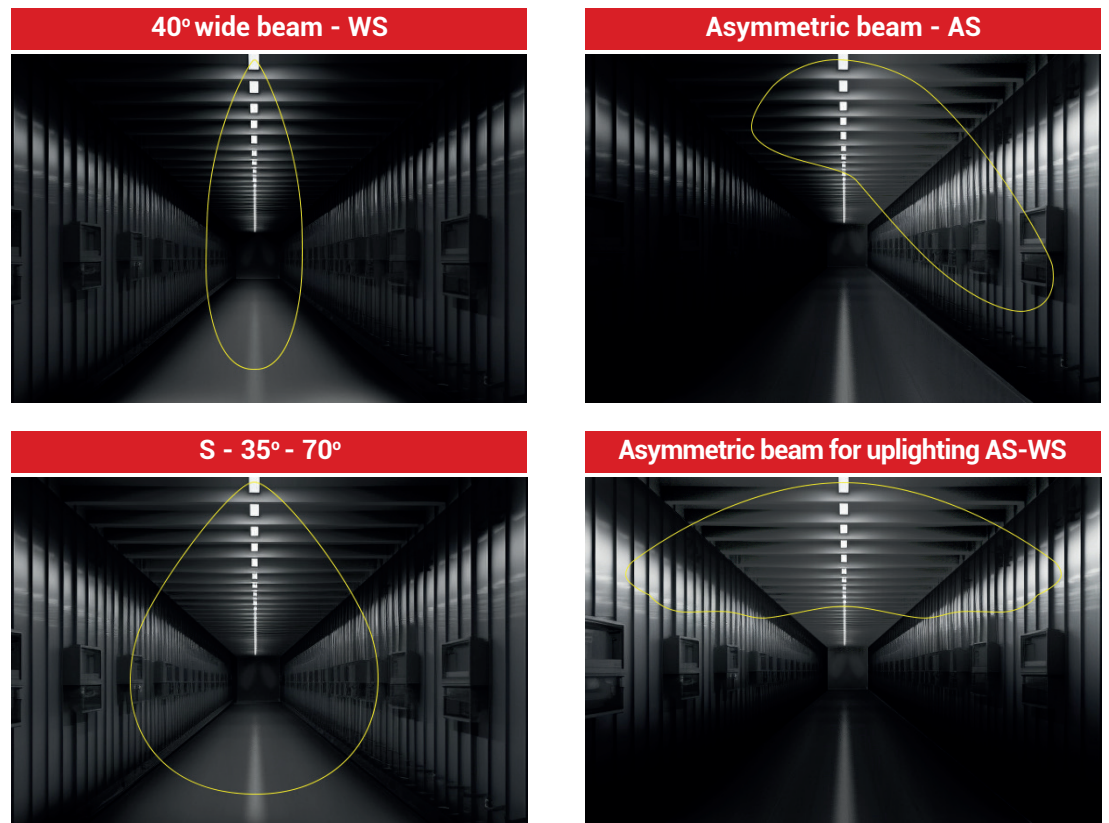 40º wide beam - WS
Asymmetric beam - AS
S - 35º - 70º
Asymmetric beam for uplighting AS-WS